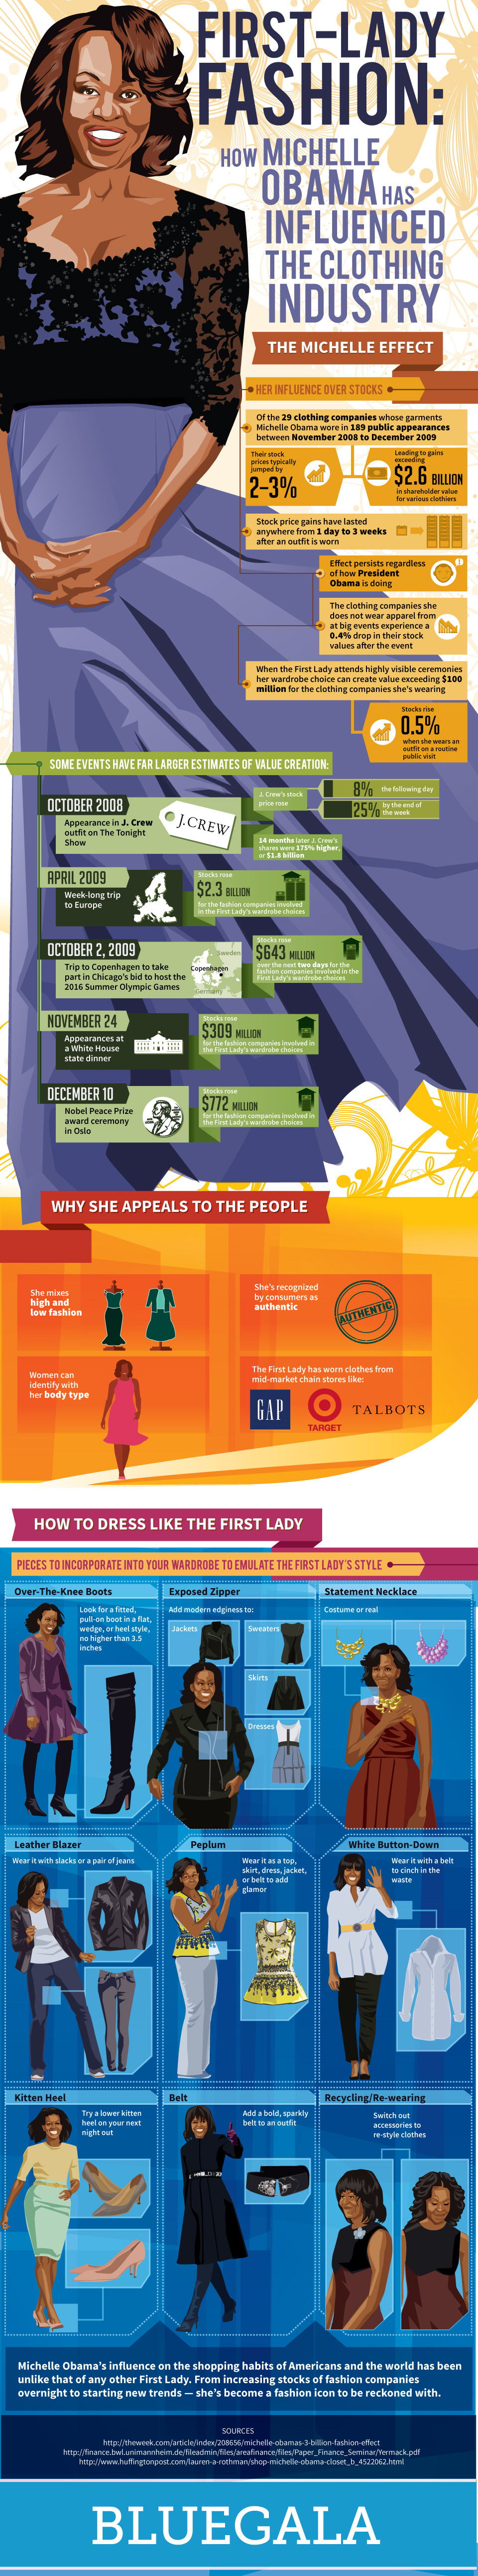 FIRST-LADY
FASHION:
HOW MICHELLE
OBAMA HAS
INFLUENCED
THE CLOTHING
INDUSTRY
THE MICHELLE EFFECT
HER INFLUENCE OVER STOCKS
Of the 29 clothing companies whose garments
Michelle Obama wore in 189 public appearances
between November 2008 to December 2009
Their stock
prices typically
jumped by
2-3%
Leading to gains
exceeding
$2.6 BILLION
in shareholder value
for various clothiers
Stock price gains have lasted
anywhere from 1 day to 3 weeks
after an outfit is worn
Effect persists regardless
of how President
Obama is doing
The clothing companies she
does not wear apparel from
at big events experience a
0.4% drop in their stock
values after the event
When the First Lady attends highly visible ceremonies
her wardrobe choice can create value exceeding $100
million for the clothing companies she's wearing
Stocks rise
0.5%
when she wears an
outfit on a routine
public visit
SOME EVENTS HAVE FAR LARGER ESTIMATES OF VALUE CREATION:
OCTOBER 2008
Appearance in J. Crew
outfit on The Tonight
Show
J.CREW
J. Crew's stock
price rose
8% the following day
25% by the end of
the week
14 months later J. Crew's
shares were 175% higher,
or $1.8 billion
APRIL 2009
Week-long trip
to Europe
Stocks rose
$2.3 BILLION
for the fashion companies involved
in the First Lady's wardrobe choices
OCTOBER 2, 2009
Trip to Copenhagen to take
part in Chicago's bid to host the
2016 Summer Olympic Games
Sweden
Copenhagen
Germany
Stocks rose
$643 MILLION
over the next two days for the
fashion companies involved in the
First Lady's wardrobe choices
NOVEMBER 24
Appearances at
a White House
state dinner
Stocks rose
$309 MILLION
for the fashion companies involved in
the First Lady's wardrobe choices
DECEMBER 10
Nobel Peace Prize
award ceremony
in Oslo
Stocks rose
$772 MILLION
for the fashion companies involved in
the First Lady's wardrobe choices
WHY SHE APPEALS TO THE PEOPLE
She mixes
high and
low fashion
She's recognized
by consumers as
authentic
AUTHENTIC
Women can
identify with
her body type
The First Lady has worn clothes from
mid-market chain stores like:
GAP
TARGET
TALBOTS
HOW TO DRESS LIKE THE FIRST LADY
PIECES TO INCORPORATE INTO YOUR WARDROBE TO EMULATE THE FIRST LADY'S STYLE
Over-The-Knee Boots
Look for a fitted,
pull-on boot in a flat,
wedge, or heel style,
no higher than 3.5
inches
Exposed Zipper
Add modern edginess to:
Jackets
Sweaters
Skirts
Dresses
Statement Necklace
Costume or real
Leather Blazer
Wear it with slacks or a pair of jeans
Peplum
Wear it as a top,
skirt, dress, jacket,
or belt to add
glamor
White Button-Down
Wear it with a belt
to cinch in the
waste
Kitten Heel
Try a lower kitten
heel on your next
night out
Belt
Add a bold, sparkly
belt to an outfit
Recycling/Re-wearing
Switch out
accessories to
re-style clothes
Michelle Obama's influence on the shopping habits of Americans and the world has been
unlike that of any other First Lady. From increasing stocks of fashion companies
overnight to starting new trends — she's become a fashion icon to be reckoned with.
SOURCES
http://theweek.com/article/index/208656/michelle-obamas-3-billion-fashion-effect
http://finance.bwl.unimannheim.de/fileadmin/files/areafinance/files/Paper_Finance_Seminar/Yermack.pdf
http://www.huffingtonpost.com/lauren-a-rothman/shop-michelle-obama-closet_b_4522062.html
BLUEGALA